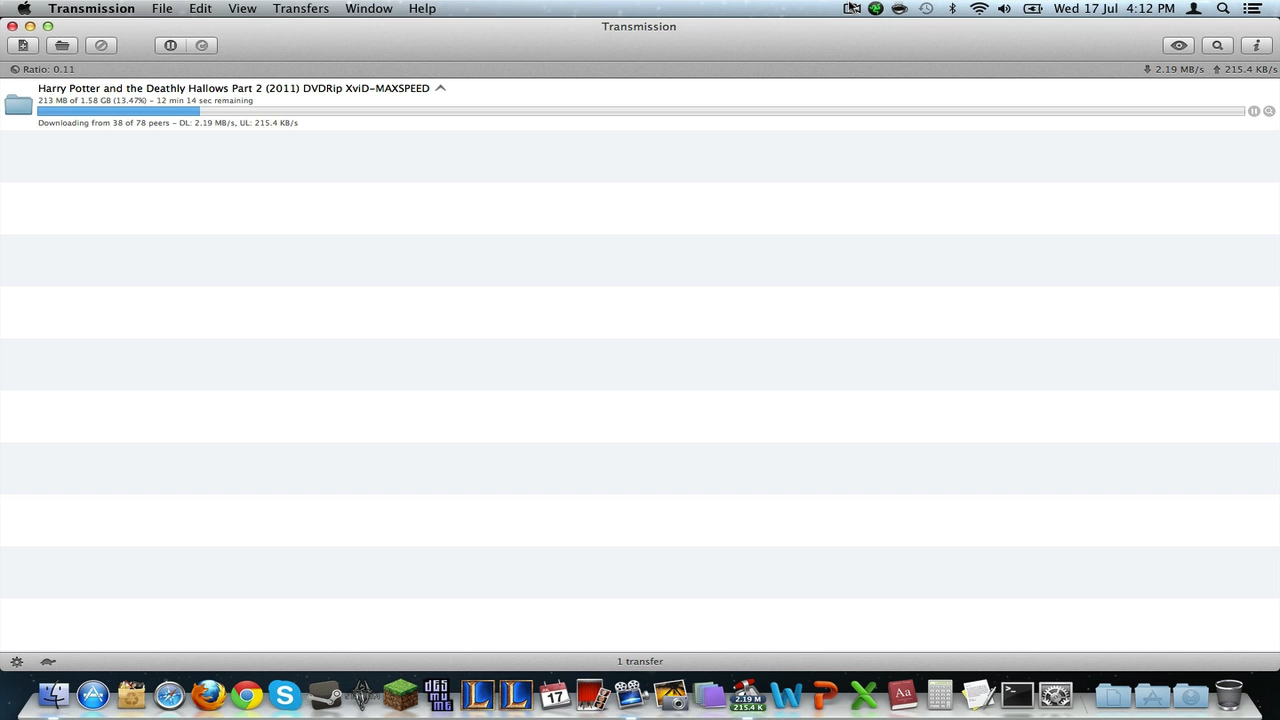 Transmission File Edit View Transfers Window Help Wed 17 Jul 4:12 PM
Transmission
Ratio: 0.11 2.19 MB/s 215.4 KB/s
Harry Potter and the Deathly Hallows Part 2 (2011) DVDRip XviD-MAXSPEED
213 MB of 1.58 GB (13.47%) – 12 min 14 sec remaining
Downloading from 38 of 78 peers – DL: 2.19 MB/s, UL: 215.4 KB/s
1 transfer
17
Aa
2.19 M
215.4 K